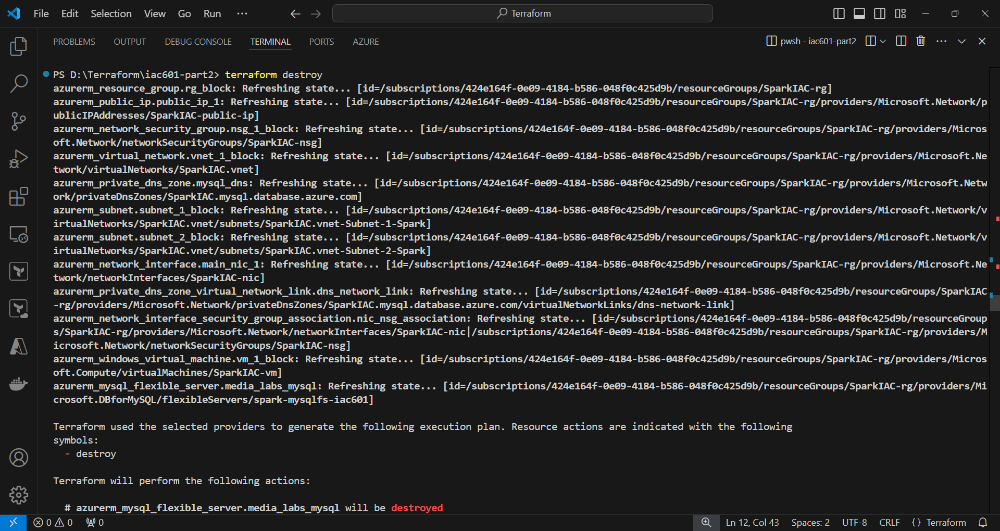 File Edit Selection View Go Run ··· Terraform
PROBLEMS OUTPUT DEBUG CONSOLE TERMINAL PORTS AZURE pwsh - iac601-part2
PS D:\Terraform\iac601-part2> terraform destroy
azurerm_resource_group.rg_block: Refreshing state... [id=/subscriptions/424e164f-0e09-4184-b586-048f0c425d9b/resourceGroups/SparkIAC-rg]
azurerm_public_ip.public_ip_1: Refreshing state... [id=/subscriptions/424e164f-0e09-4184-b586-048f0c425d9b/resourceGroups/SparkIAC-rg/providers/Microsoft.Network/p
ublicIPAddresses/SparkIAC-public-ip]
azurerm_network_security_group.nsg_1_block: Refreshing state... [id=/subscriptions/424e164f-0e09-4184-b586-048f0c425d9b/resourceGroups/SparkIAC-rg/providers/Micros
oft.Network/networkSecurityGroups/SparkIAC-nsg]
azurerm_virtual_network.vnet_1_block: Refreshing state... [id=/subscriptions/424e164f-0e09-4184-b586-048f0c425d9b/resourceGroups/SparkIAC-rg/providers/Microsoft.Ne
twork/virtualNetworks/SparkIAC.vnet]
azurerm_private_dns_zone.mysql_dns: Refreshing state... [id=/subscriptions/424e164f-0e09-4184-b586-048f0c425d9b/resourceGroups/SparkIAC-rg/providers/Microsoft.Netw
ork/privateDnsZones/SparkIAC.mysql.database.azure.com]
azurerm_subnet.subnet_1_block: Refreshing state... [id=/subscriptions/424e164f-0e09-4184-b586-048f0c425d9b/resourceGroups/SparkIAC-rg/providers/Microsoft.Network/v
irtualNetworks/SparkIAC.vnet/subnets/SparkIAC.vnet-Subnet-1-Spark]
azurerm_subnet.subnet_2_block: Refreshing state... [id=/subscriptions/424e164f-0e09-4184-b586-048f0c425d9b/resourceGroups/SparkIAC-rg/providers/Microsoft.Network/v
irtualNetworks/SparkIAC.vnet/subnets/SparkIAC.vnet-Subnet-2-Spark]
azurerm_network_interface.main_nic_1: Refreshing state... [id=/subscriptions/424e164f-0e09-4184-b586-048f0c425d9b/resourceGroups/SparkIAC-rg/providers/Microsoft.Ne
twork/networkInterfaces/SparkIAC-nic]
azurerm_private_dns_zone_virtual_network_link.dns_network_link: Refreshing state... [id=/subscriptions/424e164f-0e09-4184-b586-048f0c425d9b/resourceGroups/SparkIAC
-rg/providers/Microsoft.Network/privateDnsZones/SparkIAC.mysql.database.azure.com/virtualNetworkLinks/dns-network-link]
azurerm_network_interface_security_group_association.nic_nsg_association: Refreshing state... [id=/subscriptions/424e164f-0e09-4184-b586-048f0c425d9b/resourceGroup
s/SparkIAC-rg/providers/Microsoft.Network/networkInterfaces/SparkIAC-nic|/subscriptions/424e164f-0e09-4184-b586-048f0c425d9b/resourceGroups/SparkIAC-rg/providers/M
icrosoft.Network/networkSecurityGroups/SparkIAC-nsg]
azurerm_windows_virtual_machine.vm_1_block: Refreshing state... [id=/subscriptions/424e164f-0e09-4184-b586-048f0c425d9b/resourceGroups/SparkIAC-rg/providers/Micros
oft.Compute/virtualMachines/SparkIAC-vm]
azurerm_mysql_flexible_server.media_labs_mysql: Refreshing state... [id=/subscriptions/424e164f-0e09-4184-b586-048f0c425d9b/resourceGroups/SparkIAC-rg/providers/Mi
crosoft.DBforMySQL/flexibleServers/spark-mysqlfs-iac601]
Terraform used the selected providers to generate the following execution plan. Resource actions are indicated with the following
symbols:
- destroy
Terraform will perform the following actions:
# azurerm_mysql_flexible_server.media_labs_mysql will be destroyed
0 0 0 Ln 12, Col 43 Spaces: 2 UTF-8 CRLF {} Terraform